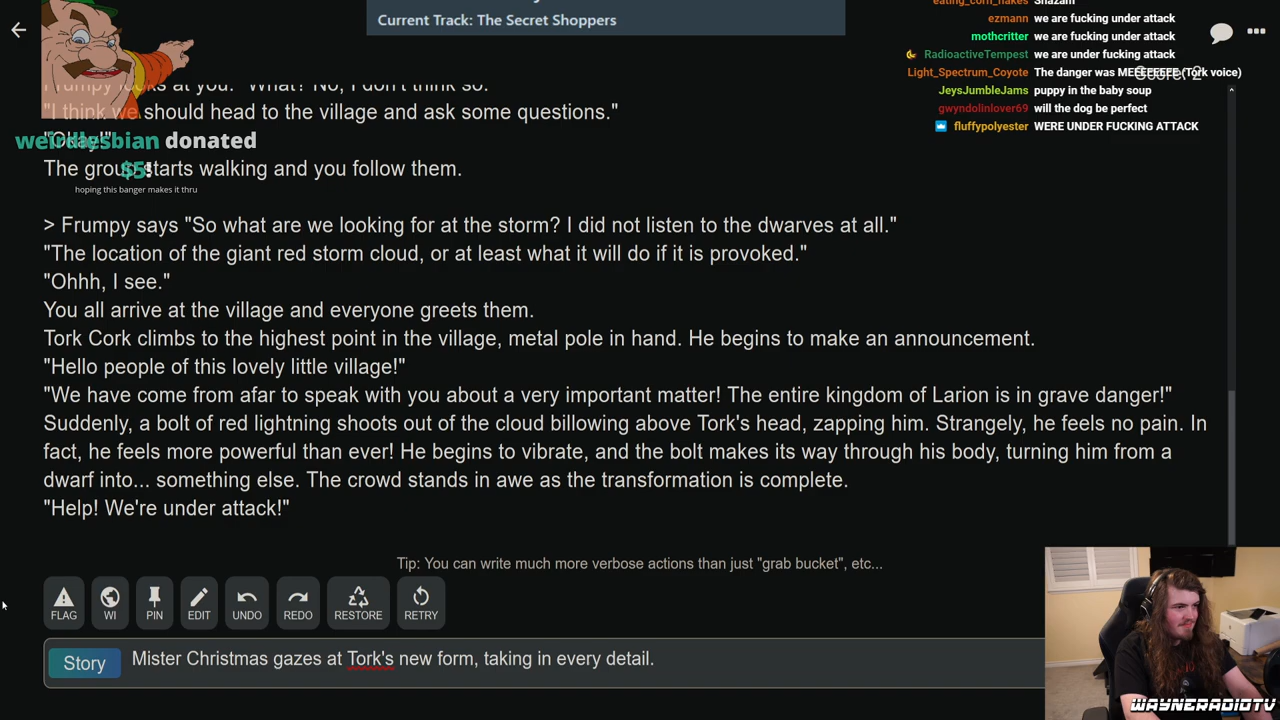 Current Track: The Secret Shoppers
eating_corn_flakes Shazam
ezmann we are fucking under attack
mothcritter we are fucking under attack
RadioactiveTempest we are under fucking attack
Light_Spectrum_Coyote The danger was MEEEEEEE (Tork voice)
JeysJumbleJams puppy in the baby soup
gwyndolinlover69 will the dog be perfect
fluffypolyester WERE UNDER FUCKING ATTACK
Frumpy looks at you. "What? No, I don't think so."
"I think we should head to the village and ask some questions."
"Okay!"
weirdlesbian donated
$5!
The group starts walking and you follow them.
hoping this banger makes it thru
> Frumpy says "So what are we looking for at the storm? I did not listen to the dwarves at all."
"The location of the giant red storm cloud, or at least what it will do if it is provoked."
"Ohhh, I see."
You all arrive at the village and everyone greets them.
Tork Cork climbs to the highest point in the village, metal pole in hand. He begins to make an announcement.
"Hello people of this lovely little village!"
"We have come from afar to speak with you about a very important matter! The entire kingdom of Larion is in grave danger!"
Suddenly, a bolt of red lightning shoots out of the cloud billowing above Tork's head, zapping him. Strangely, he feels no pain. In
fact, he feels more powerful than ever! He begins to vibrate, and the bolt makes its way through his body, turning him from a
dwarf into... something else. The crowd stands in awe as the transformation is complete.
"Help! We're under attack!"
Tip: You can write much more verbose actions than just "grab bucket", etc...
FLAG WI PIN EDIT UNDO REDO RESTORE RETRY
Story Mister Christmas gazes at Tork's new form, taking in every detail.
WAYNERADIOTV